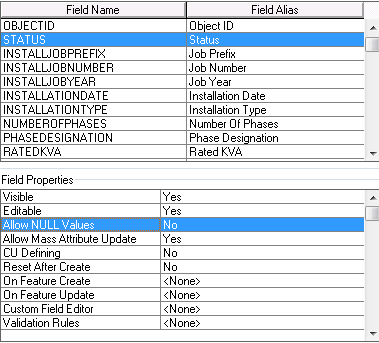 Field Name Field Alias
OBJECTID Object ID
STATUS Status
INSTALLJOBPREFIX Job Prefix
INSTALLJOBNUMBER Job Number
INSTALLJOBYEAR Job Year
INSTALLATIONDATE Installation Date
INSTALLATIONTYPE Installation Type
NUMBEROFPHASES Number Of Phases
PHASEDESIGNATION Phase Designation
RATEDKVA Rated KVA
Field Properties
Visible Yes
Editable Yes
Allow NULL Values No
Allow Mass Attribute Update Yes
CU Defining No
Reset After Create No
On Feature Create <None>
On Feature Update <None>
Custom Field Editor <None>
Validation Rules <None>